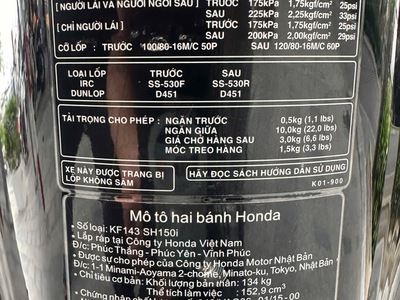 [NGƯỜI LÁI VÀ NGƯỜI NGỒI SAU] TRƯỚC 175kPa 1,75kgf/cm² 25psi
SAU 225kPa 2,25kgf/cm² 33psi
[CHỈ NGƯỜI LÁI] TRƯỚC 175kPa 1,75kgf/cm² 25psi
SAU 200kPa 2,00kgf/cm² 29psi
CỠ LỐP : TRƯỚC 100/80-16M/C 50P SAU 120/80-16M/C 60P
LOẠI LỐP TRƯỚC SAU
IRC SS-530F SS-530R
DUNLOP D451 D451
TẢI TRỌNG CHO PHÉP : NGĂN TRƯỚC 0,5kg (1,1 lbs)
NGĂN GIỮA 10,0kg (22.0 lbs)
GIÁ CHỞ HÀNG SAU 3,0kg (6,6 lbs)
MÓC TREO HÀNG 1,5kg (3,3 lbs)
XE NÀY ĐƯỢC TRANG BỊ
LỐP KHÔNG SĂM
HÃY ĐỌC SÁCH HƯỚNG DẪN SỬ DỤNG
K01-900
Mô tô hai bánh Honda
• Số loại: KF143 SH150i
• Lắp ráp tại Công ty Honda Việt Nam
Đ/c: Phúc Thắng - Phúc Yên - Vĩnh Phúc
• Được sự cho phép của Công ty Honda Motor Nhật Bản
Đ/c: 1-1 Minami-Aoyama 2-chome, Minato-ku, Tokyo, Nhật Bản
• Chỉ tiêu cơ bản: Khối lượng bản thân: 134 kg
Thể tích làm việc : 152,9 cm³
Chứng nhận 01/15-00